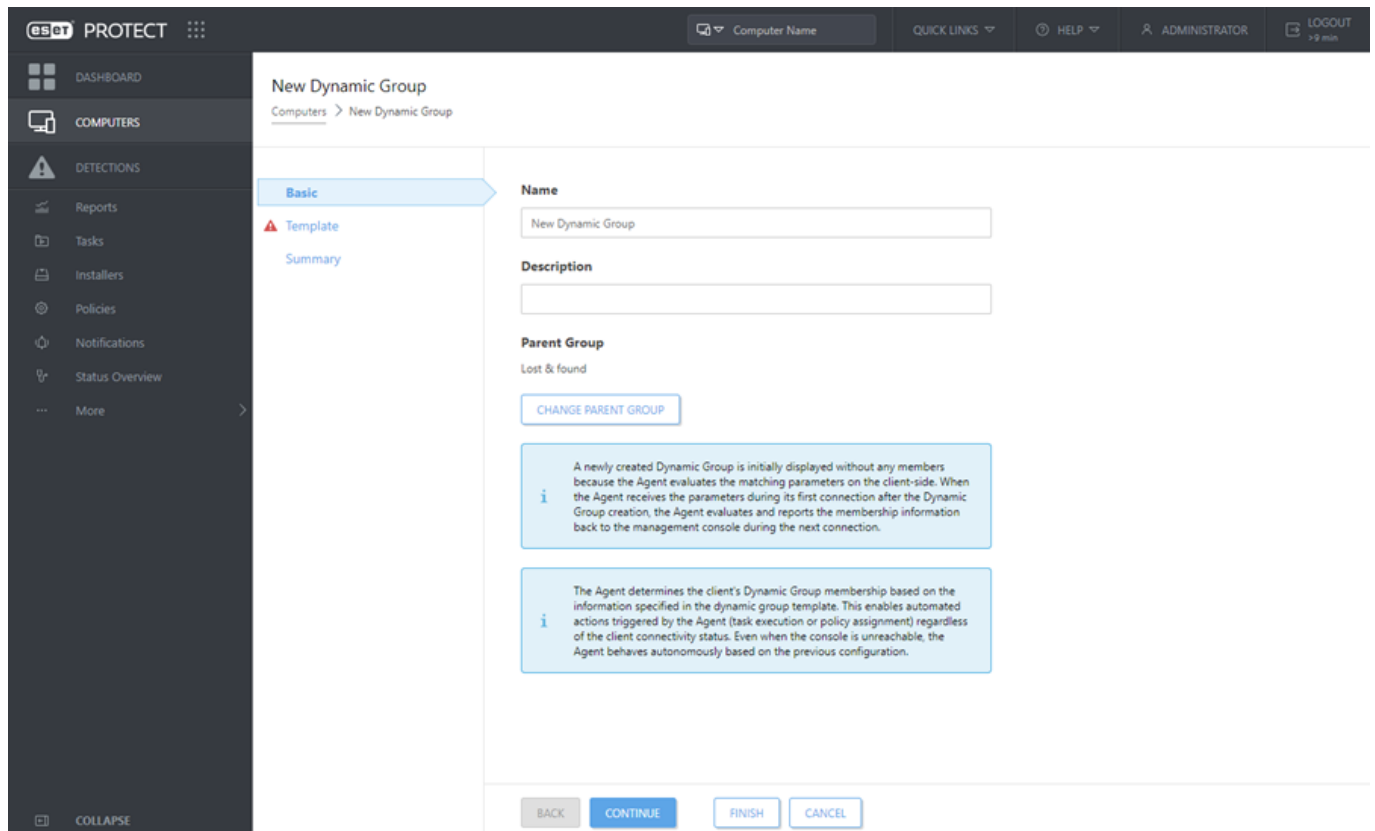 eseT PROTECT
Computer Name
QUICK LINKS
HELP
ADMINISTRATOR
LOGOUT
>9 min
DASHBOARD
COMPUTERS
DETECTIONS
Reports
Tasks
Installers
Policies
Notifications
Status Overview
More
COLLAPSE
New Dynamic Group
Computers > New Dynamic Group
Basic
Template
Summary
Name
New Dynamic Group
Description
Parent Group
Lost & found
CHANGE PARENT GROUP
A newly created Dynamic Group is initially displayed without any members
because the Agent evaluates the matching parameters on the client-side. When
the Agent receives the parameters during its first connection after the Dynamic
Group creation, the Agent evaluates and reports the membership information
back to the management console during the next connection.
The Agent determines the client's Dynamic Group membership based on the
information specified in the dynamic group template. This enables automated
actions triggered by the Agent (task execution or policy assignment) regardless
of the client connectivity status. Even when the console is unreachable, the
Agent behaves autonomously based on the previous configuration.
BACK
CONTINUE
FINISH
CANCEL